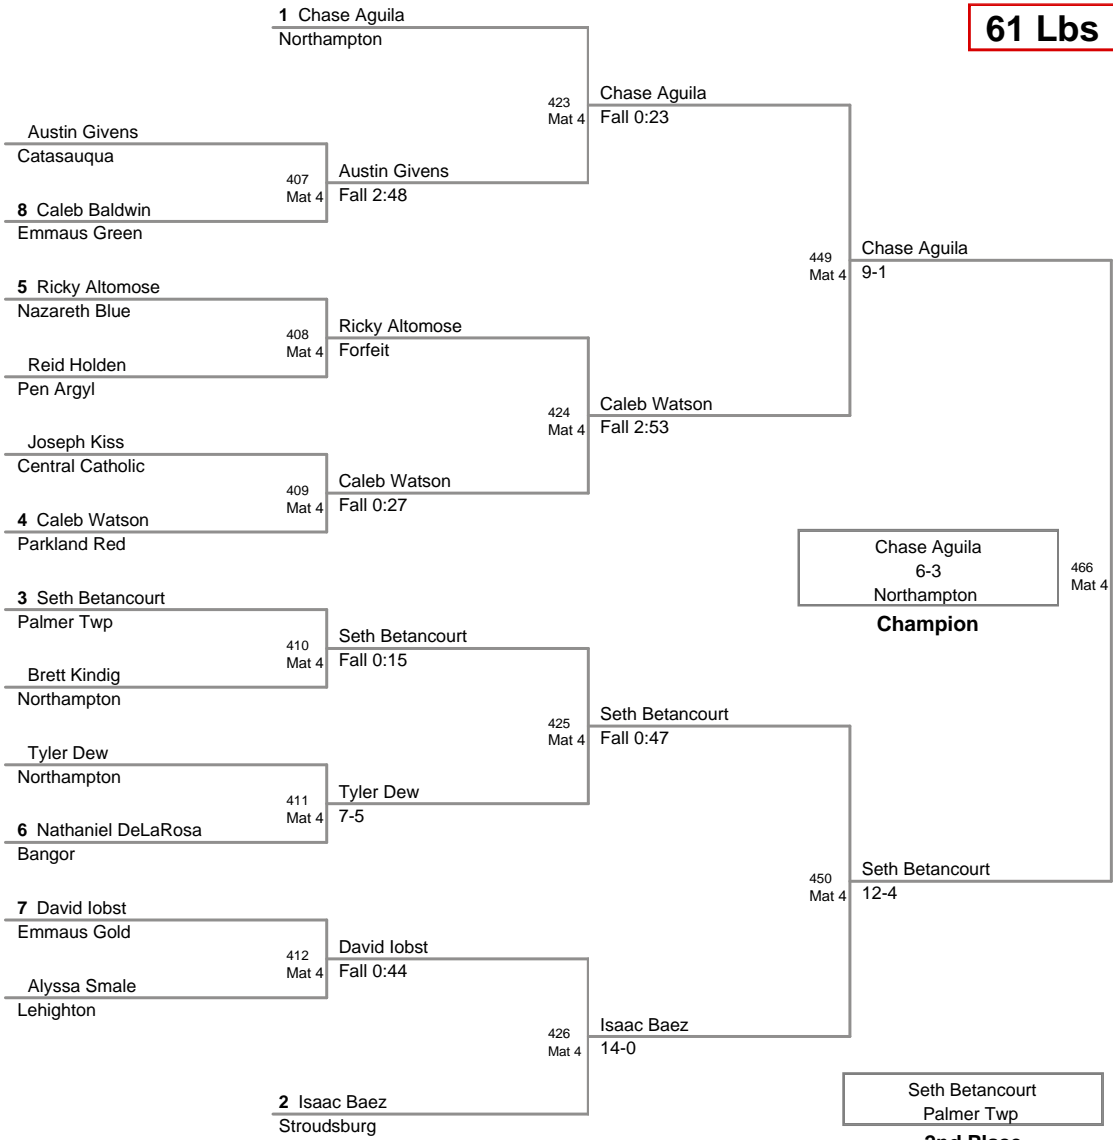 1 Chase Aguila
Northampton
61 Lbs
423
Mat 4
Chase Aguila
Fall 0:23
Austin Givens
Catasauqua
407
Mat 4
Austin Givens
Fall 2:48
8 Caleb Baldwin
Emmaus Green
449
Mat 4
Chase Aguila
9-1
5 Ricky Altomose
Nazareth Blue
408
Mat 4
Ricky Altomose
Forfeit
Reid Holden
Pen Argyl
424
Mat 4
Caleb Watson
Fall 2:53
Joseph Kiss
Central Catholic
409
Mat 4
Caleb Watson
Fall 0:27
4 Caleb Watson
Parkland Red
Chase Aguila
6-3
Northampton
Champion
466
Mat 4
3 Seth Betancourt
Palmer Twp
410
Mat 4
Seth Betancourt
Fall 0:15
Brett Kindig
Northampton
425
Mat 4
Seth Betancourt
Fall 0:47
Tyler Dew
Northampton
411
Mat 4
Tyler Dew
7-5
6 Nathaniel DeLaRosa
Bangor
450
Mat 4
Seth Betancourt
12-4
7 David Iobst
Emmaus Gold
412
Mat 4
David Iobst
Fall 0:44
Alyssa Smale
Lehighton
426
Mat 4
Isaac Baez
14-0
2 Isaac Baez
Stroudsburg
Seth Betancourt
Palmer Twp
2nd Place